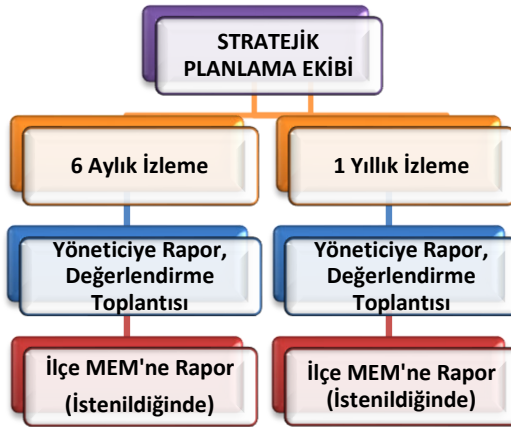 STRATEJİK
PLANLAMA EKİBİ
6 Aylık İzleme
1 Yıllık İzleme
Yöneticiye Rapor,
Değerlendirme
Toplantısı
Yöneticiye Rapor,
Değerlendirme
Toplantısı
İlçe MEM'ne Rapor
(İstenildiğinde)
İlçe MEM'ne Rapor
(İstenildiğinde)